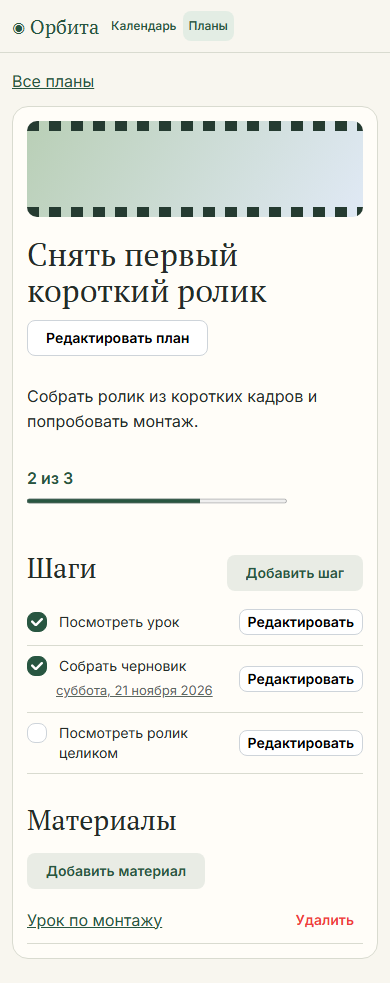 Орбита Календарь Планы
Все планы
Снять первый
короткий ролик
Редактировать план
Собрать ролик из коротких кадров и
попробовать монтаж.
2 из 3
Шаги Добавить шаг
Посмотреть урок Редактировать
Собрать черновик
суббота, 21 ноября 2026
Редактировать
Посмотреть ролик
целиком
Редактировать
Материалы
Добавить материал
Урок по монтажу Удалить